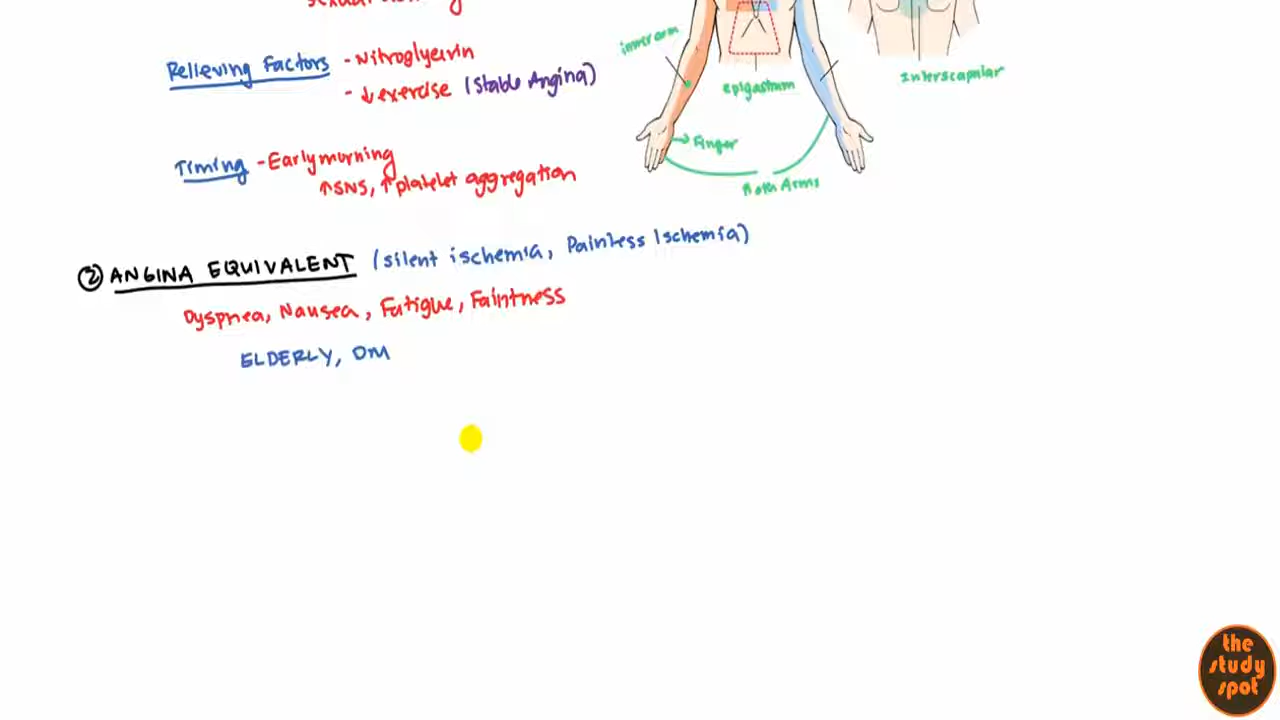 Relieving Factors - Nitroglycerin
- ↓ exercise (Stable Angina)
Timing - Early morning
↑SNS, ↑platelet aggregation
inner arm
epigastrum
Finger
Both Arms
Interscapular
② ANGINA EQUIVALENT (silent ischemia, Painless Ischemia)
Dyspnea, Nausea, Fatigue, Faintness
ELDERLY, DM
the
study
spot